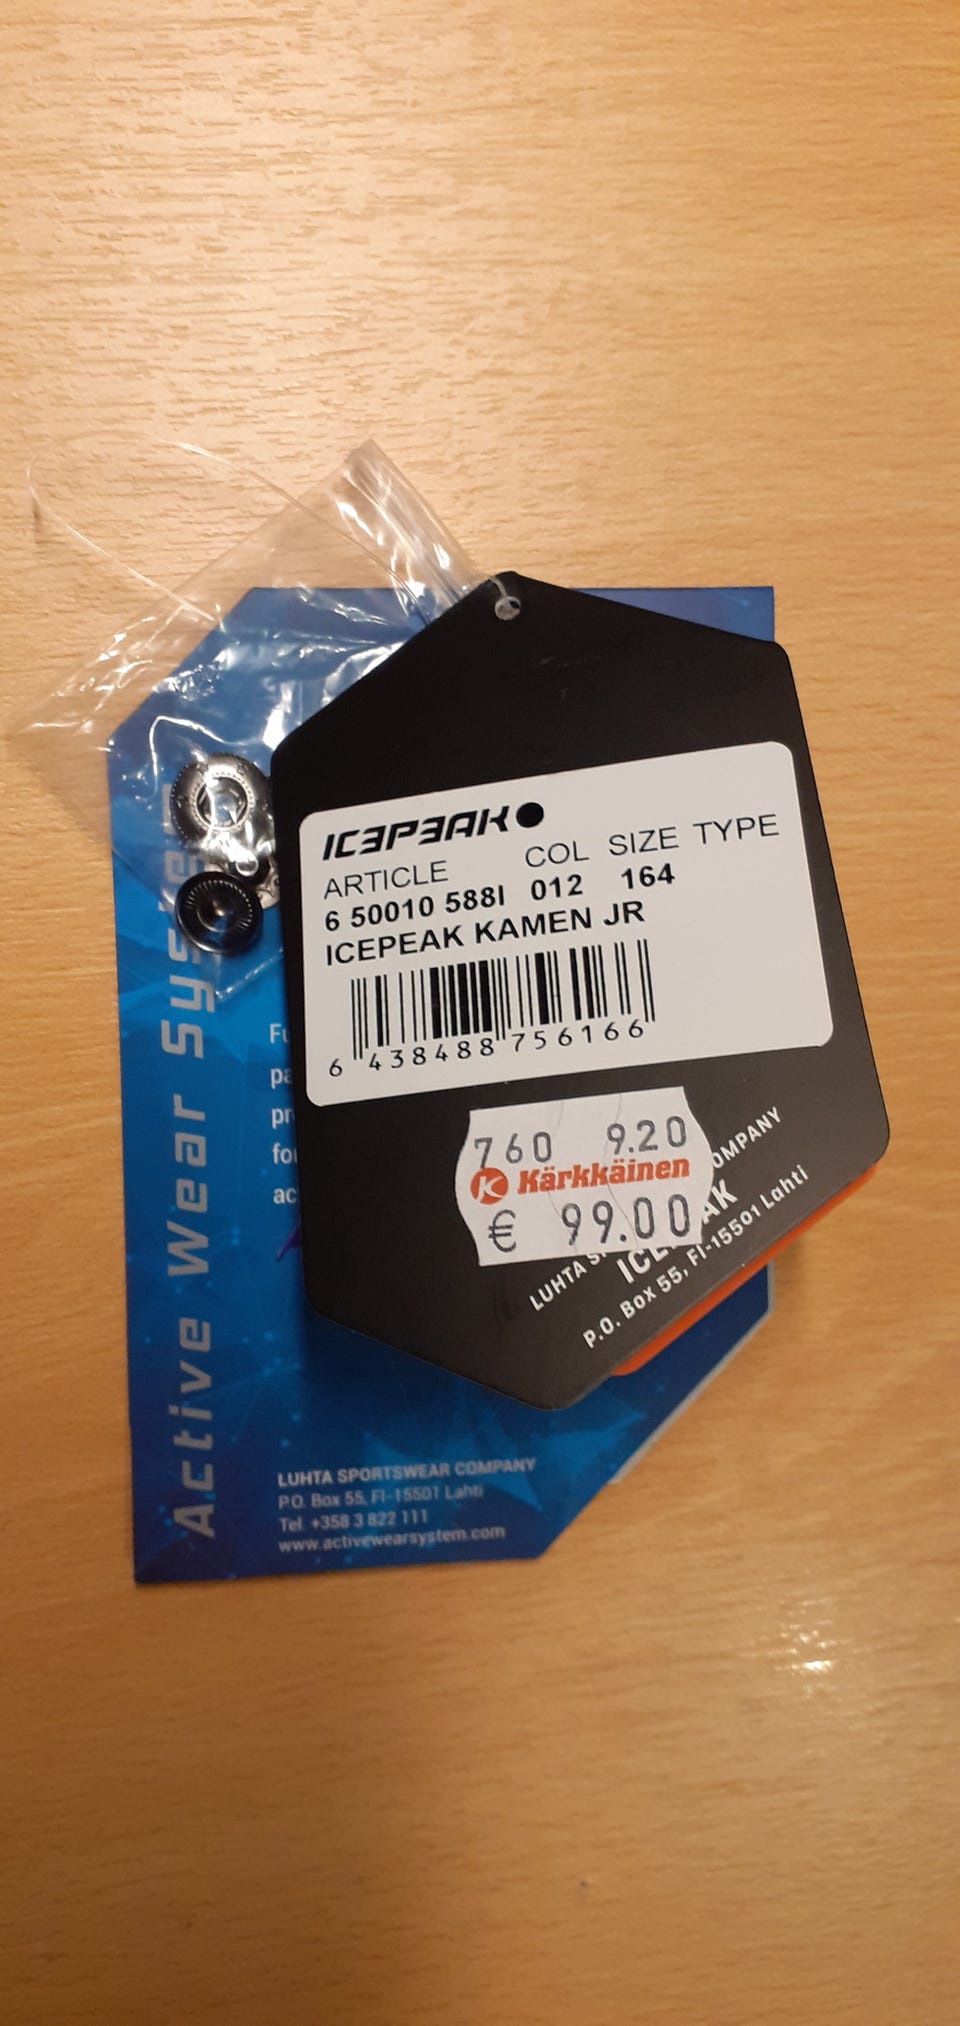 ICEPEAK
ARTICLE COL SIZE TYPE
6 50010 588I 012 164
ICEPEAK KAMEN JR
6 438488 756166
760 9.20
K Kärkkäinen
€ 99.00
COMPANY
LUHTA
P.O. Box 55, FI-15501 Lahti
Active Wear System
LUHTA SPORTSWEAR COMPANY
P.O. Box 55, FI-15501 Lahti
Tel. +358 3 822 111
www.activewearsystem.com